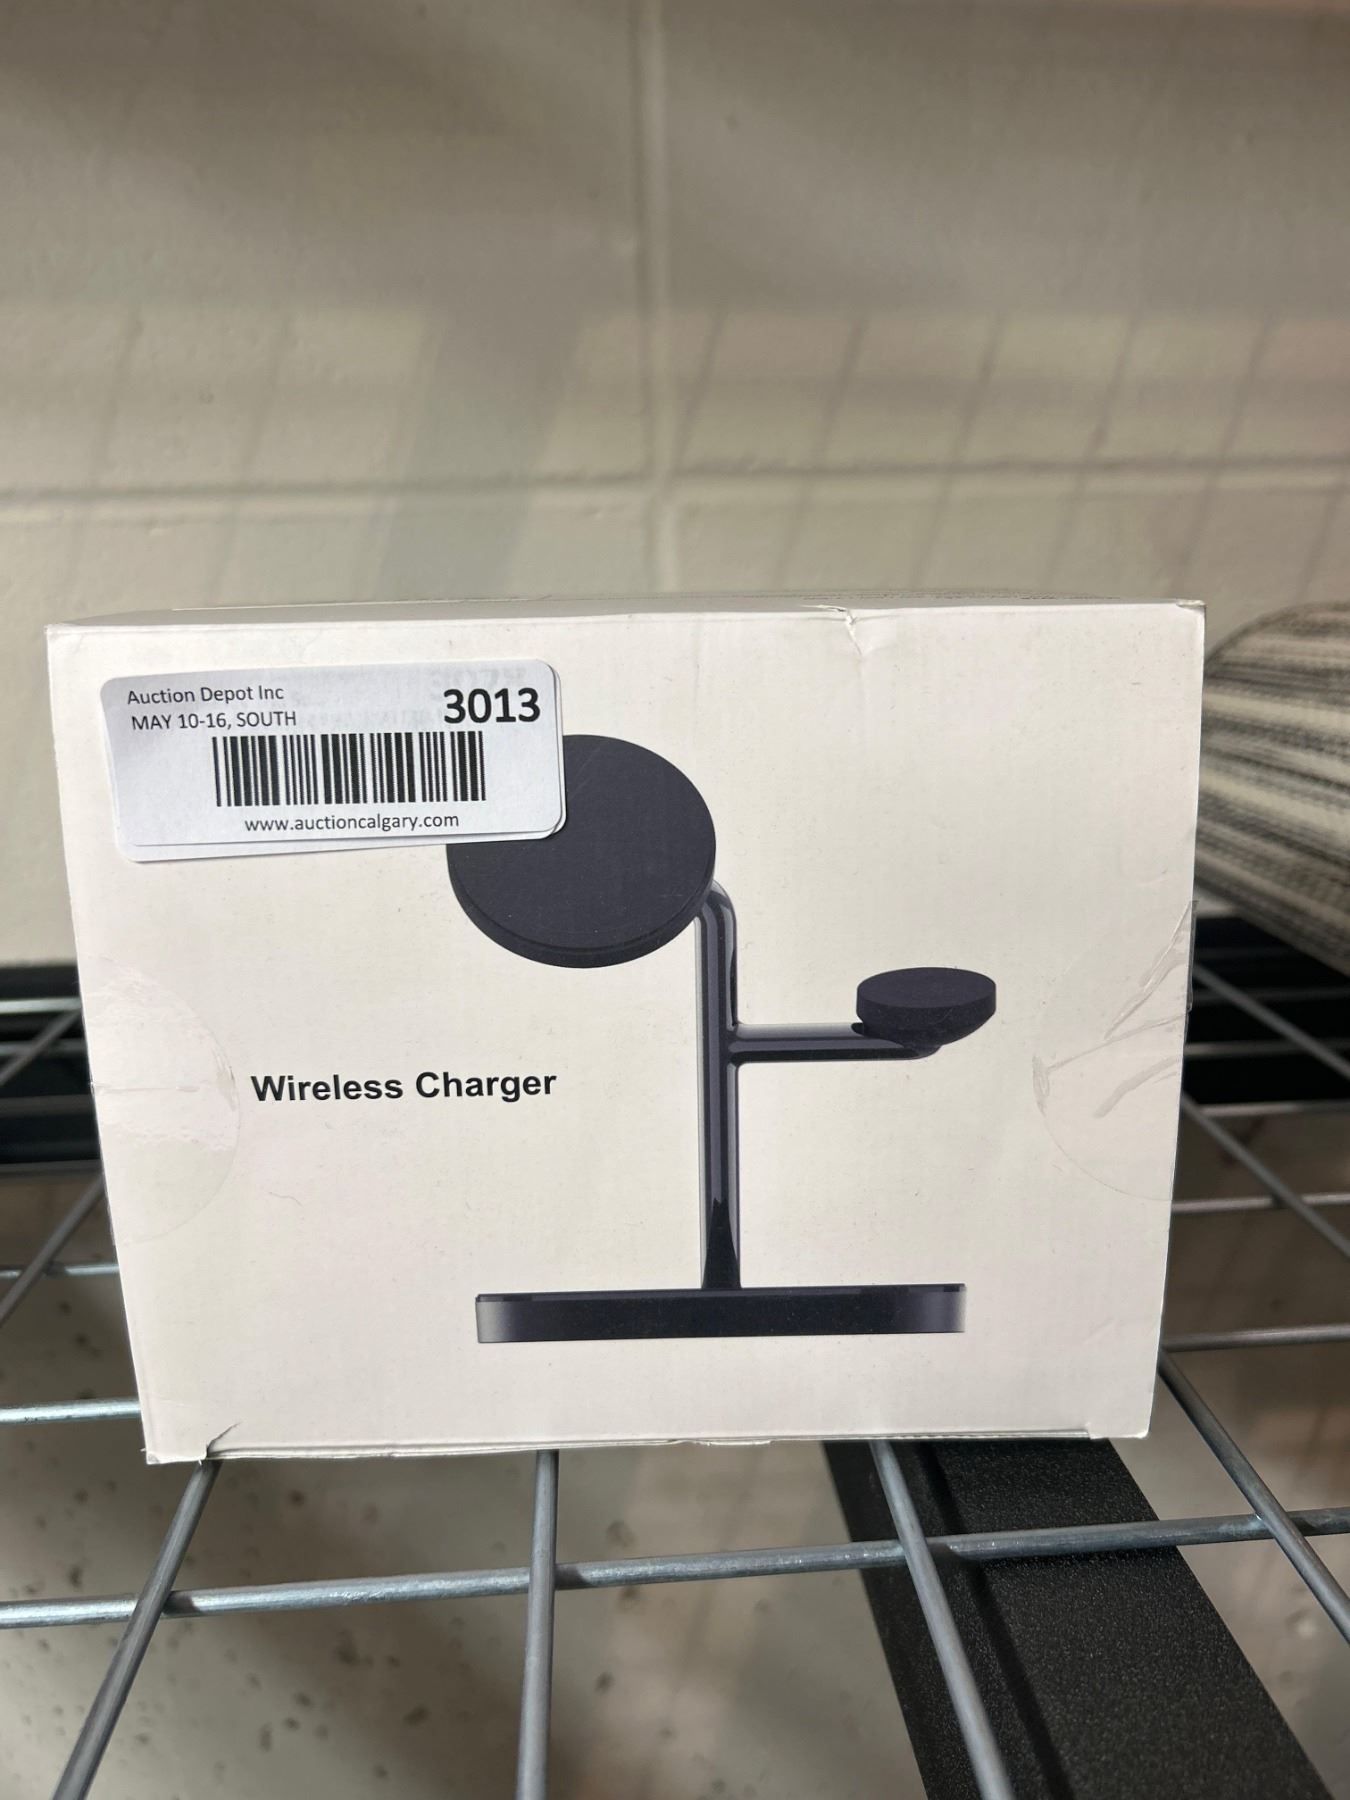 Auction Depot Inc
3013
MAY 10-16, SOUTH
www.auctioncalgary.com
Wireless Charger